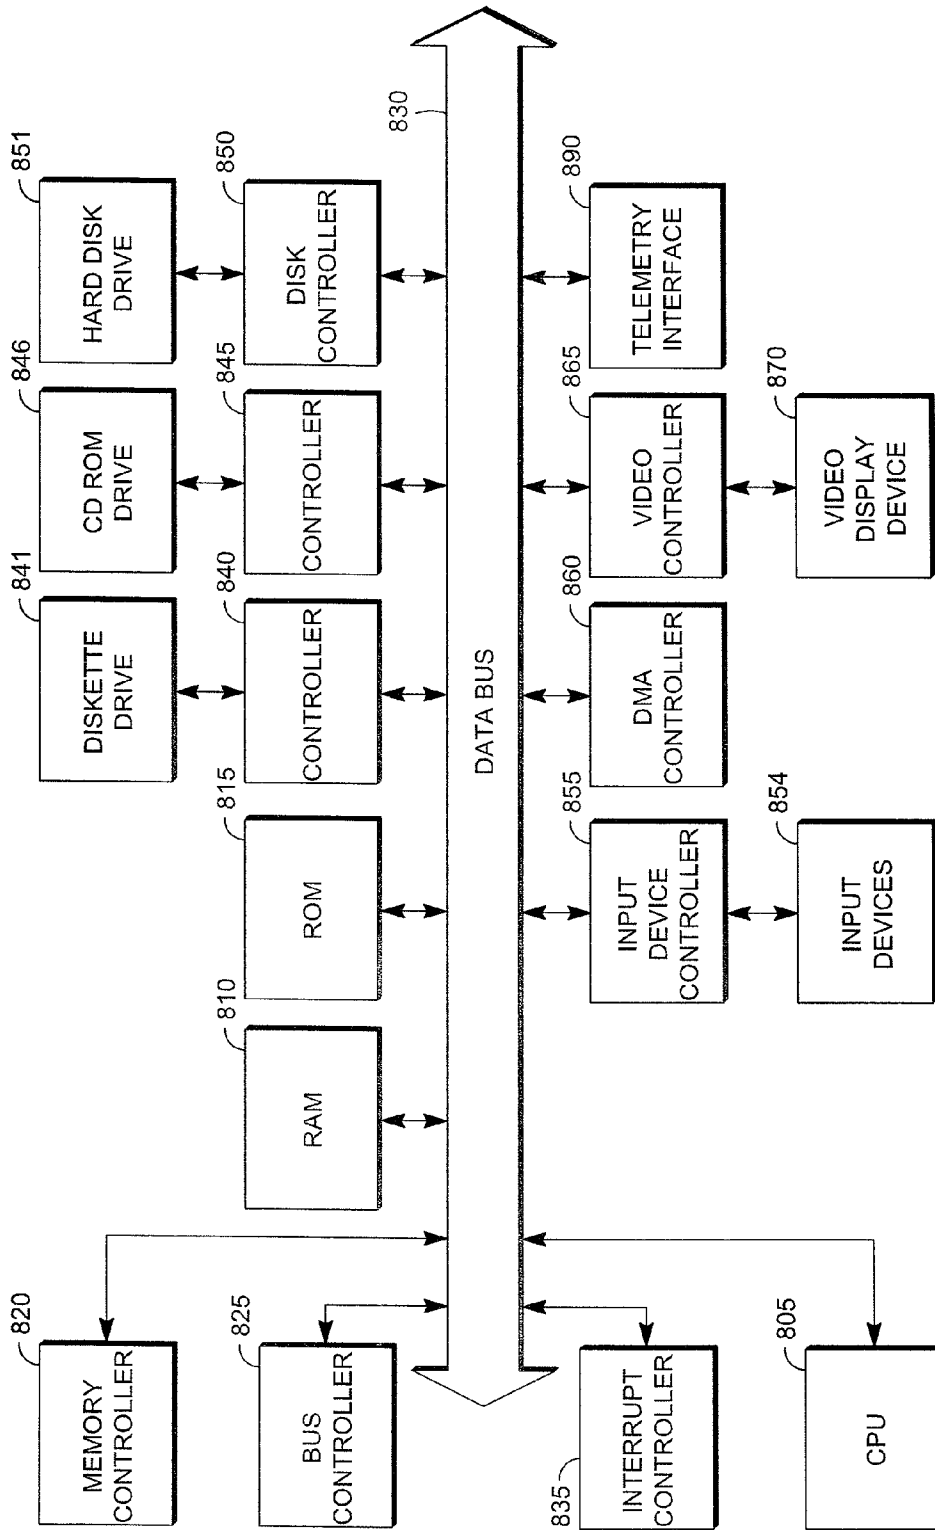 820
MEMORY
CONTROLLER
825
BUS
CONTROLLER
835
INTERRUPT
CONTROLLER
805
CPU
810
RAM
815
ROM
841
DISKETTE
DRIVE
840
CONTROLLER
846
CD ROM
DRIVE
845
CONTROLLER
851
HARD DISK
DRIVE
850
DISK
CONTROLLER
830
DATA BUS
855
INPUT
DEVICE
CONTROLLER
854
INPUT
DEVICES
860
DMA
CONTROLLER
865
VIDEO
CONTROLLER
870
VIDEO
DISPLAY
DEVICE
890
TELEMETRY
INTERFACE